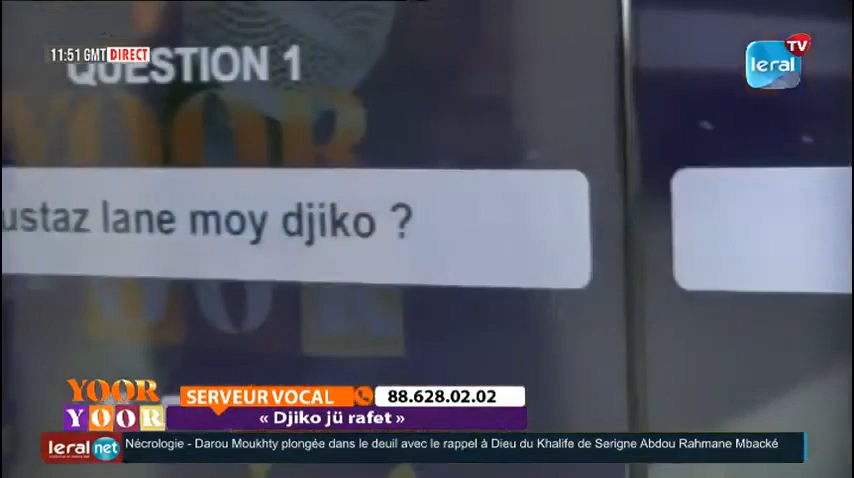 11:51 GMT DIRECT
QUESTION 1
leral TV
ustaz lane moy djiko ?
YOOR YOOR
SERVEUR VOCAL 88.628.02.02
« Djiko jü rafet »
leral net Nécrologie - Darou Moukhty plongée dans le deuil avec le rappel à Dieu du Khalife de Serigne Abdou Rahmane Mbacké